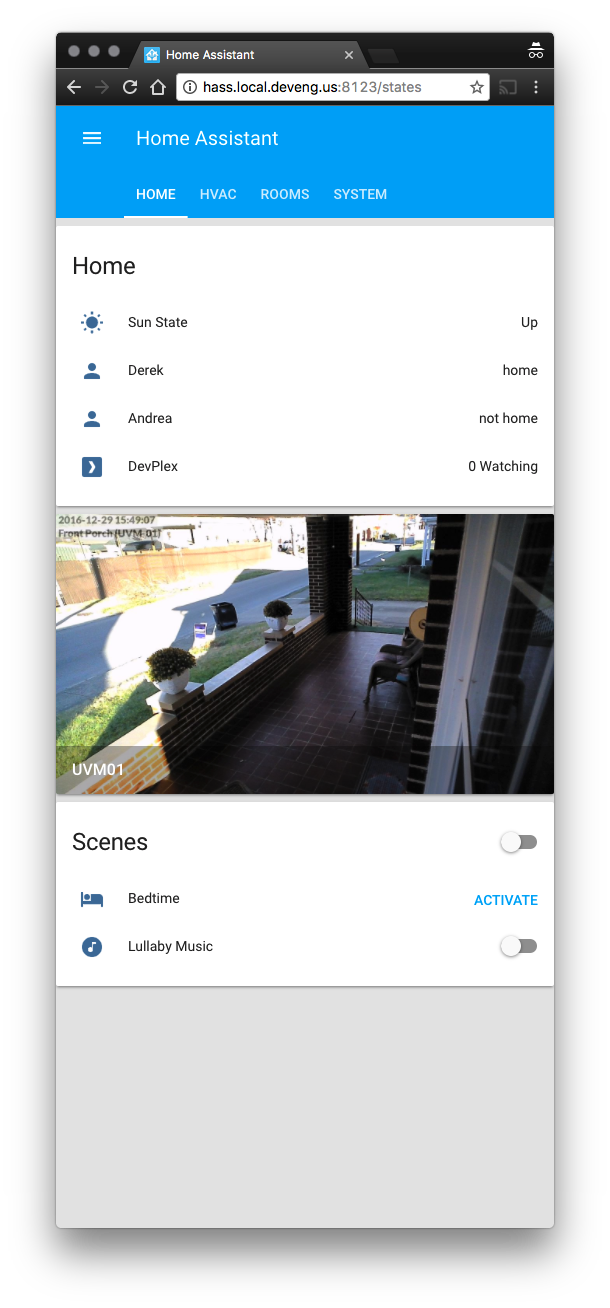 Home Assistant
hass.local.deveng.us:8123/states
Home Assistant
HOME HVAC ROOMS SYSTEM
Home
Sun State Up
Derek home
Andrea not home
DevPlex 0 Watching
2016-12-29 15:49:07
Front Porch (UVM-01)
UVM01
Scenes
Bedtime ACTIVATE
Lullaby Music